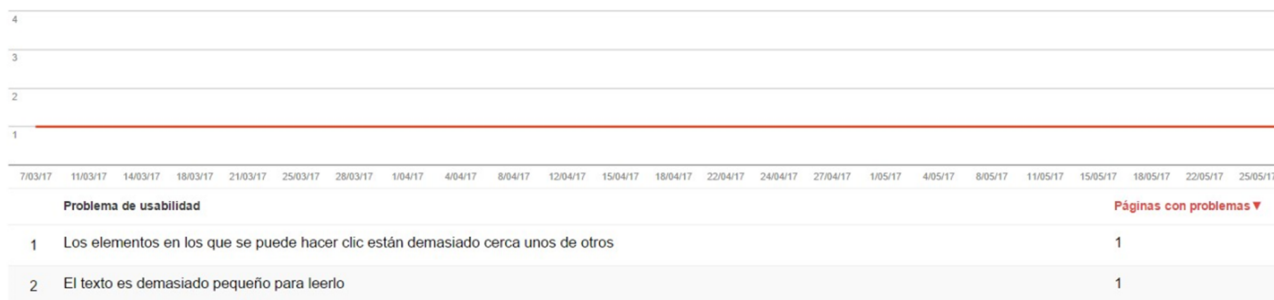 4
3
2
1
7/03/17 11/03/17 14/03/17 18/03/17 21/03/17 25/03/17 28/03/17 1/04/17 4/04/17 8/04/17 12/04/17 15/04/17 18/04/17 22/04/17 24/04/17 27/04/17 1/05/17 4/05/17 8/05/17 11/05/17 15/05/17 18/05/17 22/05/17 25/05/17
Problema de usabilidad Páginas con problemas▼
1 Los elementos en los que se puede hacer clic están demasiado cerca unos de otros 1
2 El texto es demasiado pequeño para leerlo 1